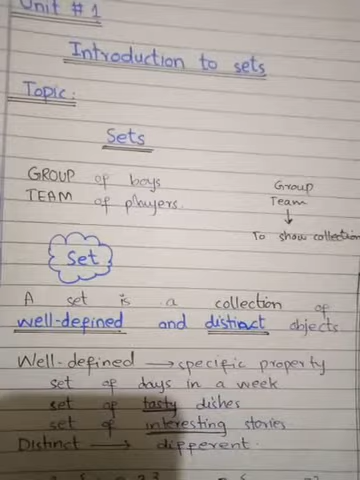 Unit # 1
Introduction to sets
Topic:
Sets
GROUP of boys
TEAM of players.
Group
Team
↓
To show collection
Set
A set is a collection of
well-defined and distinct objects
Well-defined → specific property
set of days in a week
set of tasty dishes
set of interesting stories
Distinct → different.